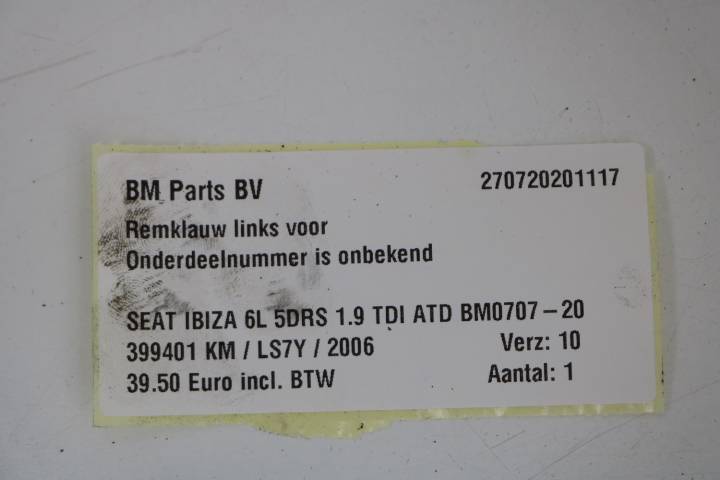 BM Parts BV 270720201117
Remklauw links voor
Onderdeelnummer is onbekend
SEAT IBIZA 6L 5DRS 1.9 TDI ATD BM0707-20
399401 KM / LS7Y / 2006 Verz: 10
39.50 Euro incl. BTW Aantal: 1